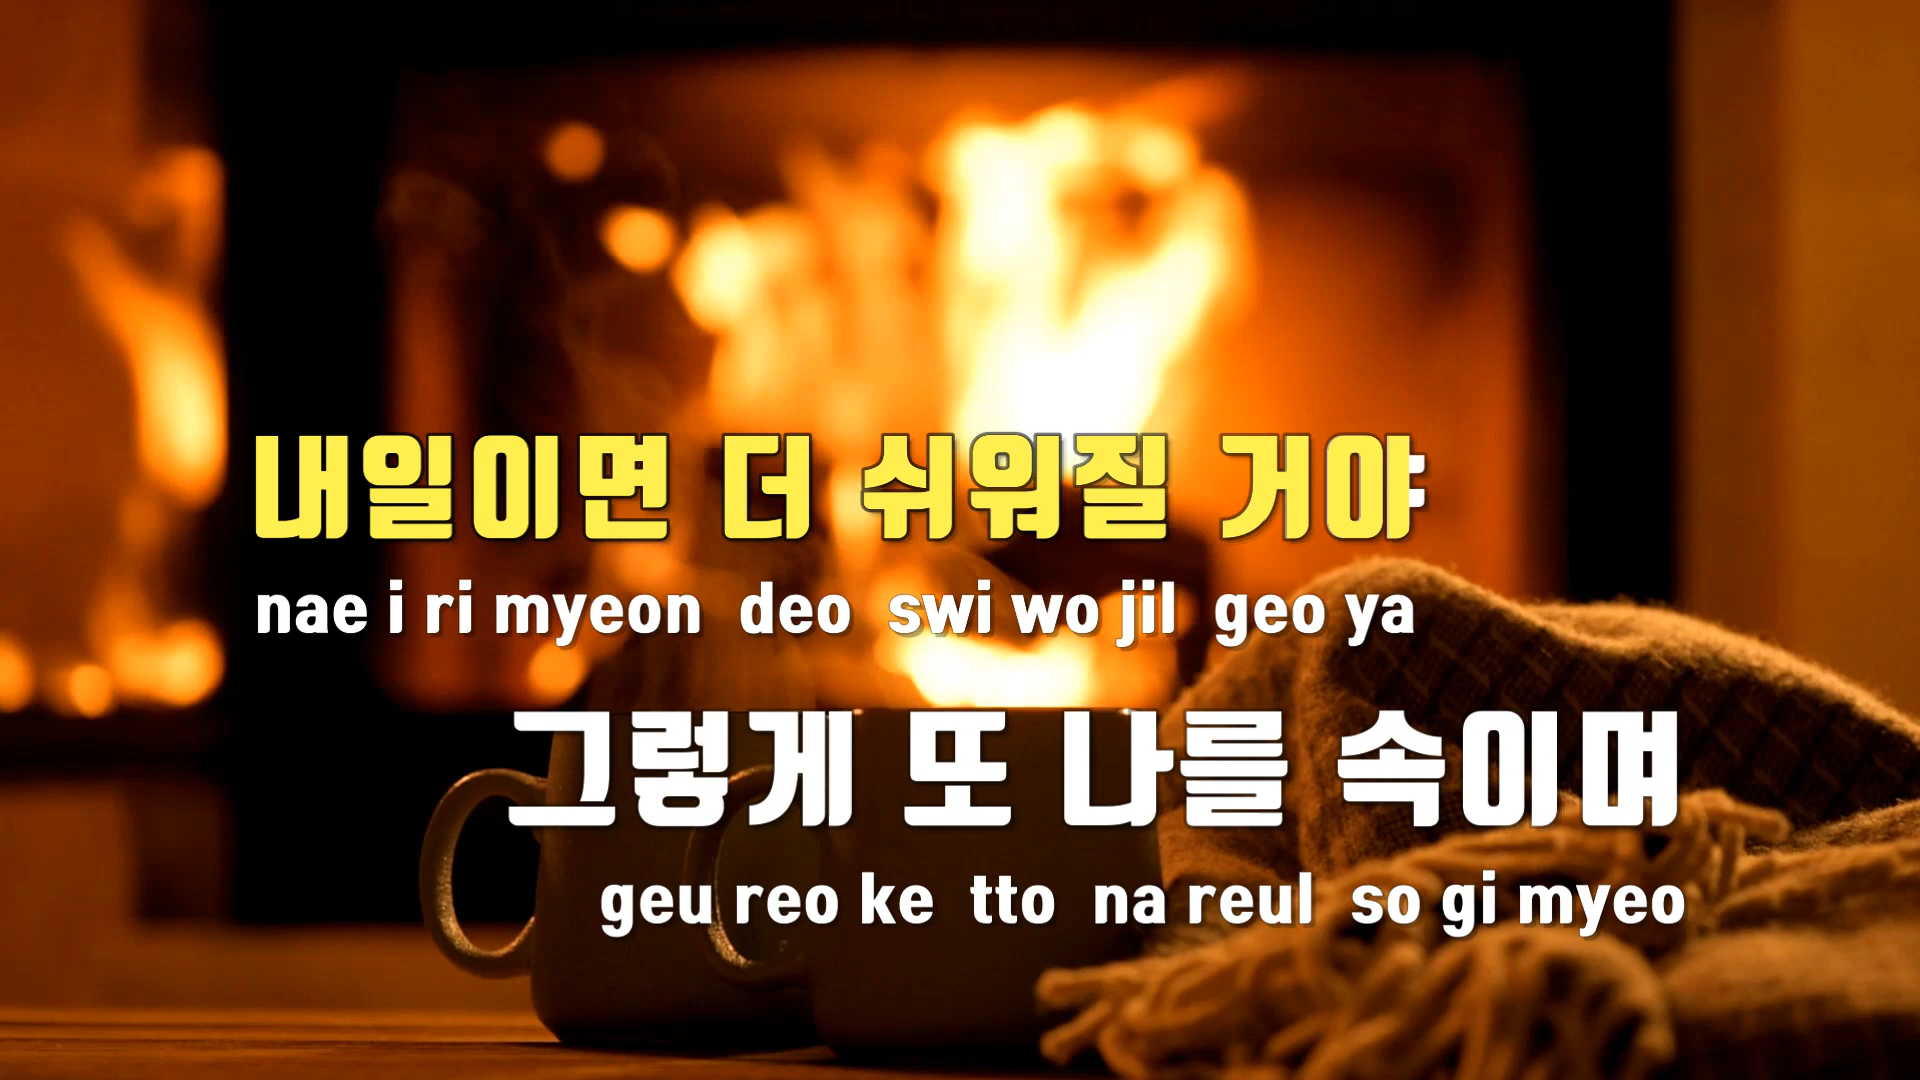 내일이면 더 쉬워질 거야
nae i ri myeon deo swi wo jil geo ya
그렇게 또 나를 속이며
geu reo ke tto na reul so gi myeo